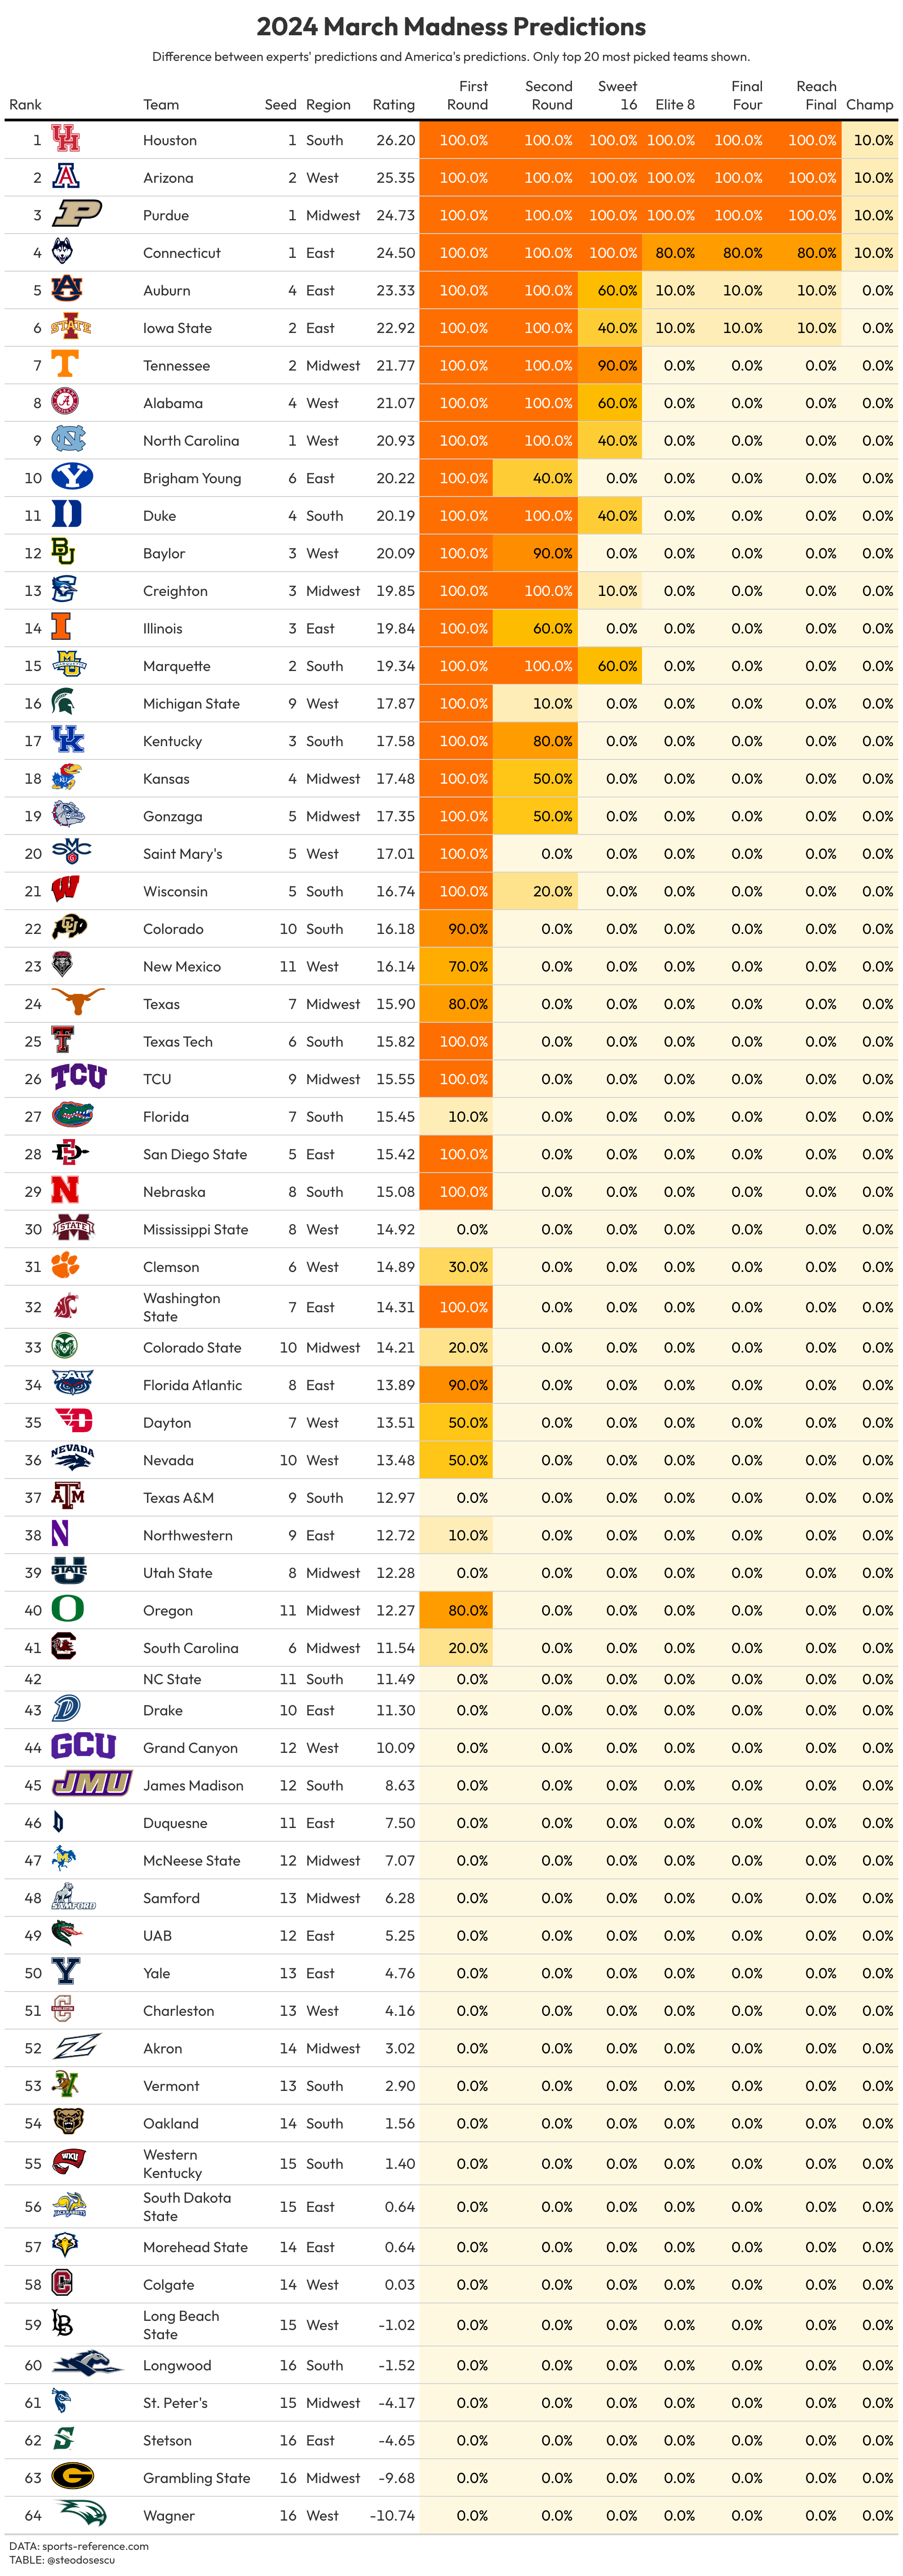 2024 March Madness Predictions
Difference between experts' predictions and America's predictions. Only top 20 most picked teams shown.
Rank Team Seed Region Rating First Round Second Round Sweet 16 Elite 8 Final Four Reach Final Champ
1 Houston 1 South 26.20 100.0% 100.0% 100.0% 100.0% 100.0% 100.0% 10.0%
2 Arizona 2 West 25.35 100.0% 100.0% 100.0% 100.0% 100.0% 100.0% 10.0%
3 Purdue 1 Midwest 24.73 100.0% 100.0% 100.0% 100.0% 100.0% 100.0% 10.0%
4 Connecticut 1 East 24.50 100.0% 100.0% 100.0% 80.0% 80.0% 80.0% 10.0%
5 Auburn 4 East 23.33 100.0% 100.0% 60.0% 10.0% 10.0% 10.0% 0.0%
6 Iowa State 2 East 22.92 100.0% 100.0% 40.0% 10.0% 10.0% 10.0% 0.0%
7 Tennessee 2 Midwest 21.77 100.0% 100.0% 90.0% 0.0% 0.0% 0.0% 0.0%
8 Alabama 4 West 21.07 100.0% 100.0% 60.0% 0.0% 0.0% 0.0% 0.0%
9 North Carolina 1 West 20.93 100.0% 100.0% 40.0% 0.0% 0.0% 0.0% 0.0%
10 Brigham Young 6 East 20.22 100.0% 40.0% 0.0% 0.0% 0.0% 0.0% 0.0%
11 Duke 4 South 20.19 100.0% 100.0% 40.0% 0.0% 0.0% 0.0% 0.0%
12 Baylor 3 West 20.09 100.0% 90.0% 0.0% 0.0% 0.0% 0.0% 0.0%
13 Creighton 3 Midwest 19.85 100.0% 100.0% 10.0% 0.0% 0.0% 0.0% 0.0%
14 Illinois 3 East 19.84 100.0% 60.0% 0.0% 0.0% 0.0% 0.0% 0.0%
15 Marquette 2 South 19.34 100.0% 100.0% 60.0% 0.0% 0.0% 0.0% 0.0%
16 Michigan State 9 West 17.87 100.0% 10.0% 0.0% 0.0% 0.0% 0.0% 0.0%
17 Kentucky 3 South 17.58 100.0% 80.0% 0.0% 0.0% 0.0% 0.0% 0.0%
18 Kansas 4 Midwest 17.48 100.0% 50.0% 0.0% 0.0% 0.0% 0.0% 0.0%
19 Gonzaga 5 Midwest 17.35 100.0% 50.0% 0.0% 0.0% 0.0% 0.0% 0.0%
20 Saint Mary's 5 West 17.01 100.0% 0.0% 0.0% 0.0% 0.0% 0.0% 0.0%
21 Wisconsin 5 South 16.74 100.0% 20.0% 0.0% 0.0% 0.0% 0.0% 0.0%
22 Colorado 10 South 16.18 90.0% 0.0% 0.0% 0.0% 0.0% 0.0% 0.0%
23 New Mexico 11 West 16.14 70.0% 0.0% 0.0% 0.0% 0.0% 0.0% 0.0%
24 Texas 7 Midwest 15.90 80.0% 0.0% 0.0% 0.0% 0.0% 0.0% 0.0%
25 Texas Tech 6 South 15.82 100.0% 0.0% 0.0% 0.0% 0.0% 0.0% 0.0%
26 TCU TCU 9 Midwest 15.55 100.0% 0.0% 0.0% 0.0% 0.0% 0.0% 0.0%
27 Florida 7 South 15.45 10.0% 0.0% 0.0% 0.0% 0.0% 0.0% 0.0%
28 San Diego State 5 East 15.42 100.0% 0.0% 0.0% 0.0% 0.0% 0.0% 0.0%
29 N Nebraska 8 South 15.08 100.0% 0.0% 0.0% 0.0% 0.0% 0.0% 0.0%
30 STATE Mississippi State 8 West 14.92 0.0% 0.0% 0.0% 0.0% 0.0% 0.0% 0.0%
31 Clemson 6 West 14.89 30.0% 0.0% 0.0% 0.0% 0.0% 0.0% 0.0%
32 Washington State 7 East 14.31 100.0% 0.0% 0.0% 0.0% 0.0% 0.0% 0.0%
33 Colorado State 10 Midwest 14.21 20.0% 0.0% 0.0% 0.0% 0.0% 0.0% 0.0%
34 Florida Atlantic 8 East 13.89 90.0% 0.0% 0.0% 0.0% 0.0% 0.0% 0.0%
35 Dayton 7 West 13.51 50.0% 0.0% 0.0% 0.0% 0.0% 0.0% 0.0%
36 NEVADA Nevada 10 West 13.48 50.0% 0.0% 0.0% 0.0% 0.0% 0.0% 0.0%
37 Texas A&M 9 South 12.97 0.0% 0.0% 0.0% 0.0% 0.0% 0.0% 0.0%
38 N Northwestern 9 East 12.72 10.0% 0.0% 0.0% 0.0% 0.0% 0.0% 0.0%
39 STATE Utah State 8 Midwest 12.28 0.0% 0.0% 0.0% 0.0% 0.0% 0.0% 0.0%
40 Oregon 11 Midwest 12.27 80.0% 0.0% 0.0% 0.0% 0.0% 0.0% 0.0%
41 South Carolina 6 Midwest 11.54 20.0% 0.0% 0.0% 0.0% 0.0% 0.0% 0.0%
42 NC State 11 South 11.49 0.0% 0.0% 0.0% 0.0% 0.0% 0.0% 0.0%
43 Drake 10 East 11.30 0.0% 0.0% 0.0% 0.0% 0.0% 0.0% 0.0%
44 GCU Grand Canyon 12 West 10.09 0.0% 0.0% 0.0% 0.0% 0.0% 0.0% 0.0%
45 JMU James Madison 12 South 8.63 0.0% 0.0% 0.0% 0.0% 0.0% 0.0% 0.0%
46 Duquesne 11 East 7.50 0.0% 0.0% 0.0% 0.0% 0.0% 0.0% 0.0%
47 McNeese State 12 Midwest 7.07 0.0% 0.0% 0.0% 0.0% 0.0% 0.0% 0.0%
48 SAMFORD Samford 13 Midwest 6.28 0.0% 0.0% 0.0% 0.0% 0.0% 0.0% 0.0%
49 UAB 12 East 5.25 0.0% 0.0% 0.0% 0.0% 0.0% 0.0% 0.0%
50 Y Yale 13 East 4.76 0.0% 0.0% 0.0% 0.0% 0.0% 0.0% 0.0%
51 Charleston 13 West 4.16 0.0% 0.0% 0.0% 0.0% 0.0% 0.0% 0.0%
52 Akron 14 Midwest 3.02 0.0% 0.0% 0.0% 0.0% 0.0% 0.0% 0.0%
53 Vermont 13 South 2.90 0.0% 0.0% 0.0% 0.0% 0.0% 0.0% 0.0%
54 Oakland 14 South 1.56 0.0% 0.0% 0.0% 0.0% 0.0% 0.0% 0.0%
55 WKU Western Kentucky 15 South 1.40 0.0% 0.0% 0.0% 0.0% 0.0% 0.0% 0.0%
56 South Dakota State 15 East 0.64 0.0% 0.0% 0.0% 0.0% 0.0% 0.0% 0.0%
57 Morehead State 14 East 0.64 0.0% 0.0% 0.0% 0.0% 0.0% 0.0% 0.0%
58 Colgate 14 West 0.03 0.0% 0.0% 0.0% 0.0% 0.0% 0.0% 0.0%
59 Long Beach State 15 West -1.02 0.0% 0.0% 0.0% 0.0% 0.0% 0.0% 0.0%
60 Longwood 16 South -1.52 0.0% 0.0% 0.0% 0.0% 0.0% 0.0% 0.0%
61 St. Peter's 15 Midwest -4.17 0.0% 0.0% 0.0% 0.0% 0.0% 0.0% 0.0%
62 Stetson 16 East -4.65 0.0% 0.0% 0.0% 0.0% 0.0% 0.0% 0.0%
63 Grambling State 16 Midwest -9.68 0.0% 0.0% 0.0% 0.0% 0.0% 0.0% 0.0%
64 Wagner 16 West -10.74 0.0% 0.0% 0.0% 0.0% 0.0% 0.0% 0.0%
DATA: sports-reference.com
TABLE: @steodosescu